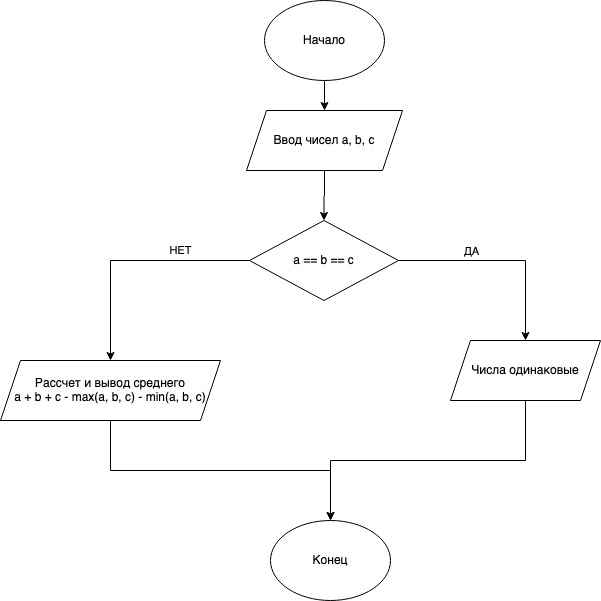 Начало
Ввод чисел a, b, c
a == b == c
НЕТ
ДА
Рассчет и вывод среднего
a + b + c - max(a, b, c) - min(a, b, c)
Числа одинаковые
Конец